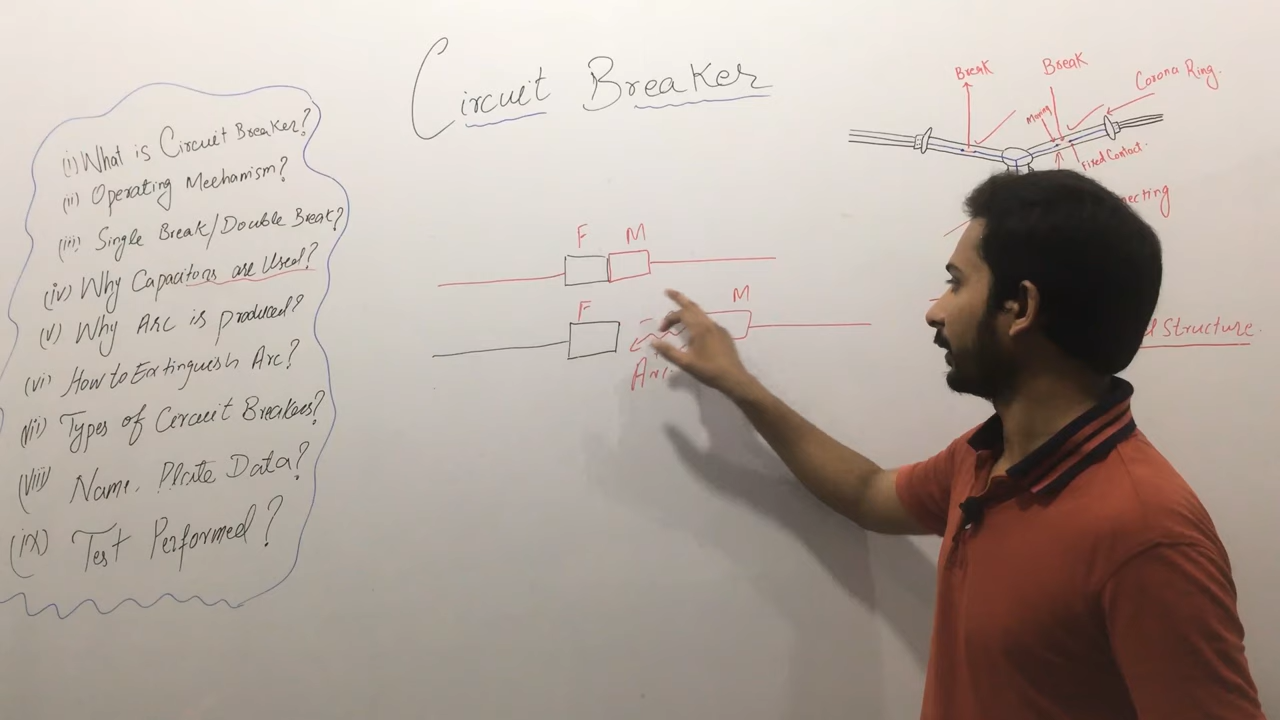 Circuit Breaker
(i) What is Circuit Breaker?
(ii) Operating Mechamism?
(iii) Single Break/Double Break?
(iv) Why Capacitors are Used?
(v) Why Arc is produced?
(vi) How to Extinguish Arc?
(vii) Types of Circuit Breakers?
(viii) Name Plate Data?
(ix) Test Performed?
F M
F M
Arc
Break Break Corona Ring.
Moving
Fixed Contact.
Structure.